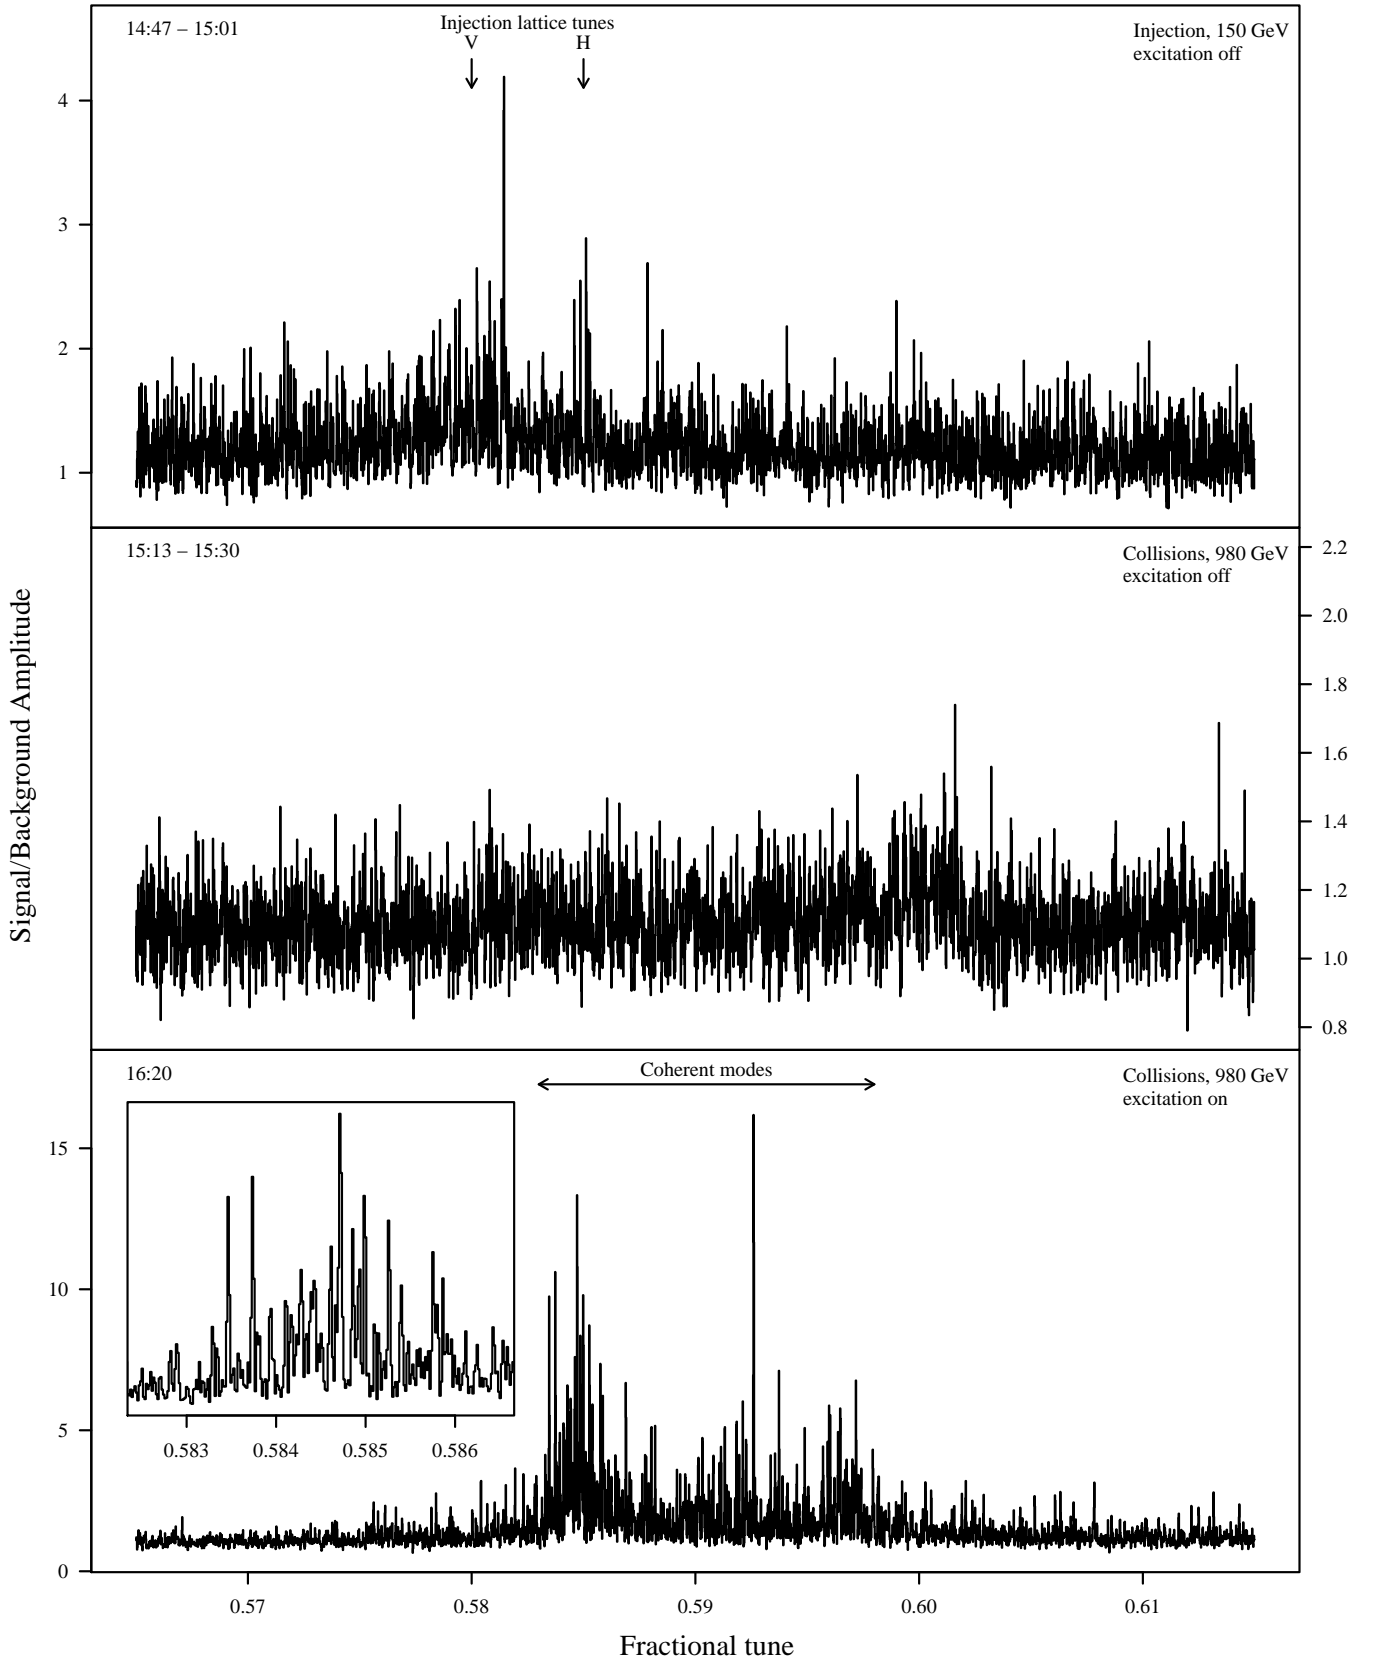 14:47 – 15:01
Injection lattice tunes
V
H
Injection, 150 GeV
excitation off
4
3
2
1
15:13 – 15:30
Collisions, 980 GeV
excitation off
2.2
2.0
1.8
1.6
1.4
1.2
1.0
0.8
Signal/Background Amplitude
16:20
Coherent modes
Collisions, 980 GeV
excitation on
15
10
5
0
0.583
0.584
0.585
0.586
0.57
0.58
0.59
0.60
0.61
Fractional tune